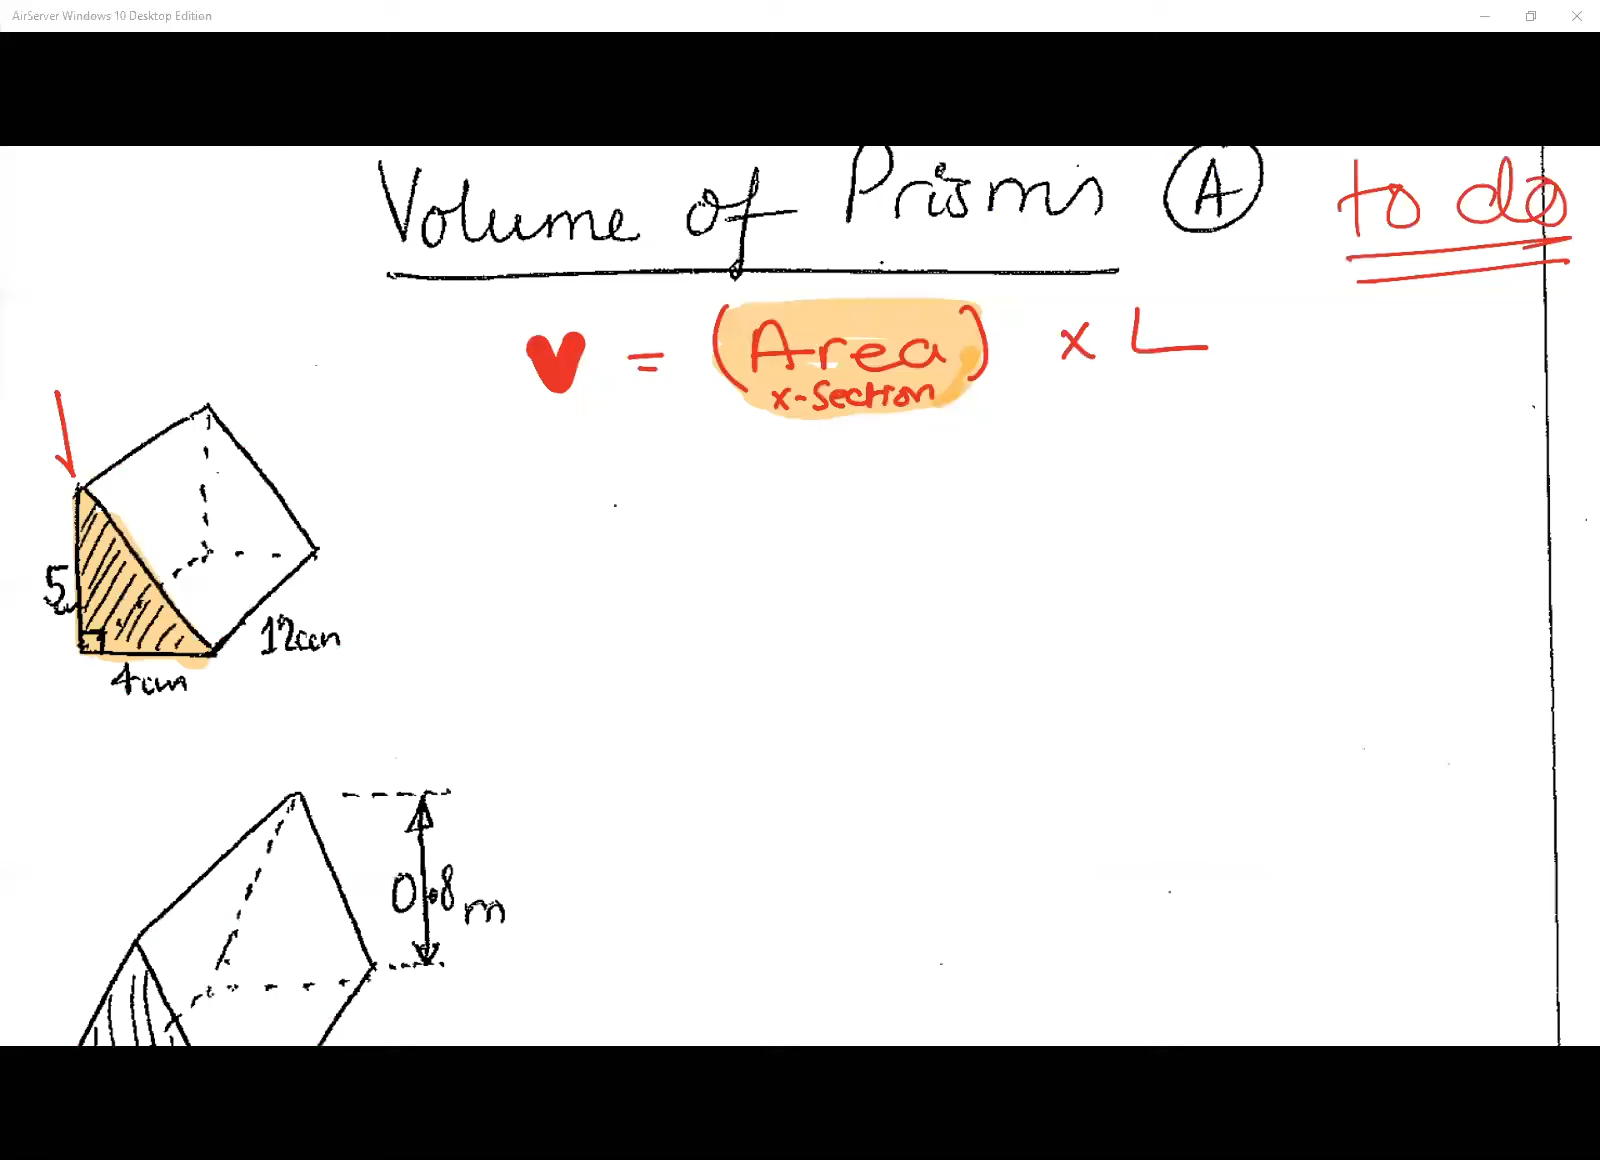 AirServer Windows 10 Desktop Edition
Volume of Prisms A to do
V = (Area x-Section) x L
5
12cm
4cm
0.8m